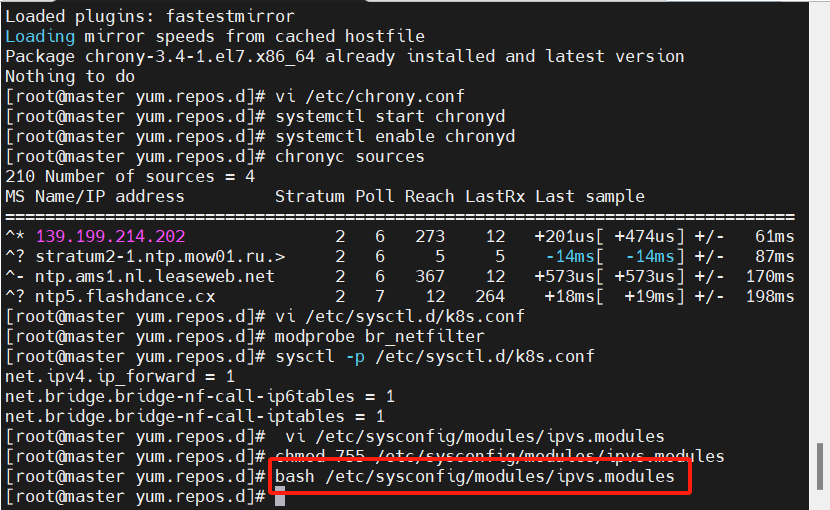 Loaded plugins: fastestmirror
Loading mirror speeds from cached hostfile
Package chrony-3.4-1.el7.x86_64 already installed and latest version
Nothing to do
[root@master yum.repos.d]# vi /etc/chrony.conf
[root@master yum.repos.d]# systemctl start chronyd
[root@master yum.repos.d]# systemctl enable chronyd
[root@master yum.repos.d]# chronyc sources
210 Number of sources = 4
MS Name/IP address         Stratum Poll Reach LastRx Last sample
===============================================================================
^* 139.199.214.202               2   6   273    12   +201us[ +474us] +/-   61ms
^? stratum2-1.ntp.mow01.ru.>     2   6     5     5    -14ms[  -14ms] +/-   87ms
^- ntp.ams1.nl.leaseweb.net      2   6   367    12   +573us[ +573us] +/-  170ms
^? ntp5.flashdance.cx            2   7    12   264    +18ms[  +19ms] +/-  198ms
[root@master yum.repos.d]# vi /etc/sysctl.d/k8s.conf
[root@master yum.repos.d]# modprobe br_netfilter
[root@master yum.repos.d]# sysctl -p /etc/sysctl.d/k8s.conf
net.ipv4.ip_forward = 1
net.bridge.bridge-nf-call-ip6tables = 1
net.bridge.bridge-nf-call-iptables = 1
[root@master yum.repos.d]#  vi /etc/sysconfig/modules/ipvs.modules
[root@master yum.repos.d]# chmod 755 /etc/sysconfig/modules/ipvs.modules
[root@master yum.repos.d]# bash /etc/sysconfig/modules/ipvs.modules
[root@master yum.repos.d]#